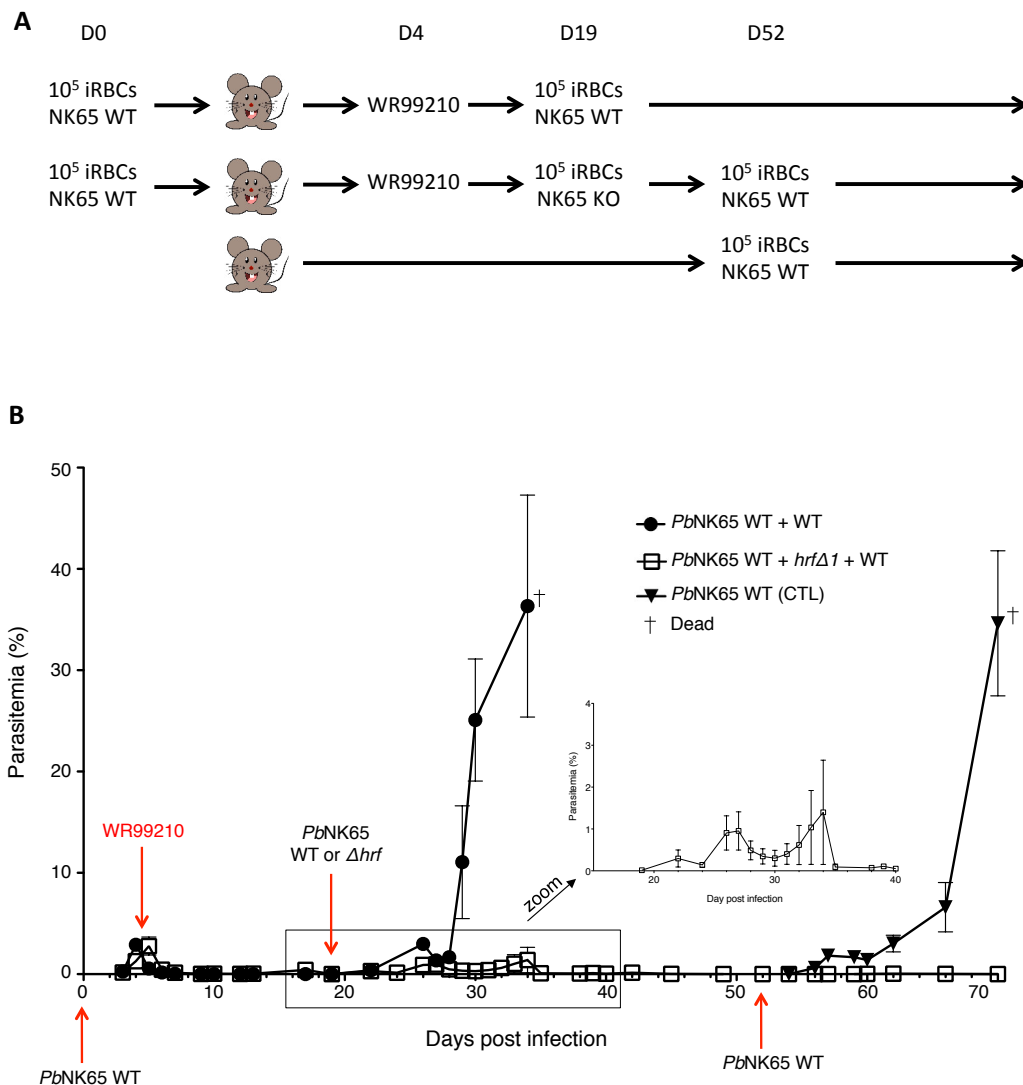 A
D0 D4 D19 D52
10⁵ iRBCs
NK65 WT
WR99210
10⁵ iRBCs
NK65 WT
10⁵ iRBCs
NK65 WT
WR99210
10⁵ iRBCs
NK65 KO
10⁵ iRBCs
NK65 WT
10⁵ iRBCs
NK65 WT
B
Parasitemia (%)
50
40
30
20
10
0
PbNK65 WT + WT
PbNK65 WT + hrfΔ1 + WT
PbNK65 WT (CTL)
† Dead
†
†
WR99210
PbNK65
WT or Δhrf
zoom
Parasitemia (%)
4
3
2
1
0
20 30 40
Day post infection
0 10 20 30 40 50 60 70
Days post infection
PbNK65 WT
PbNK65 WT